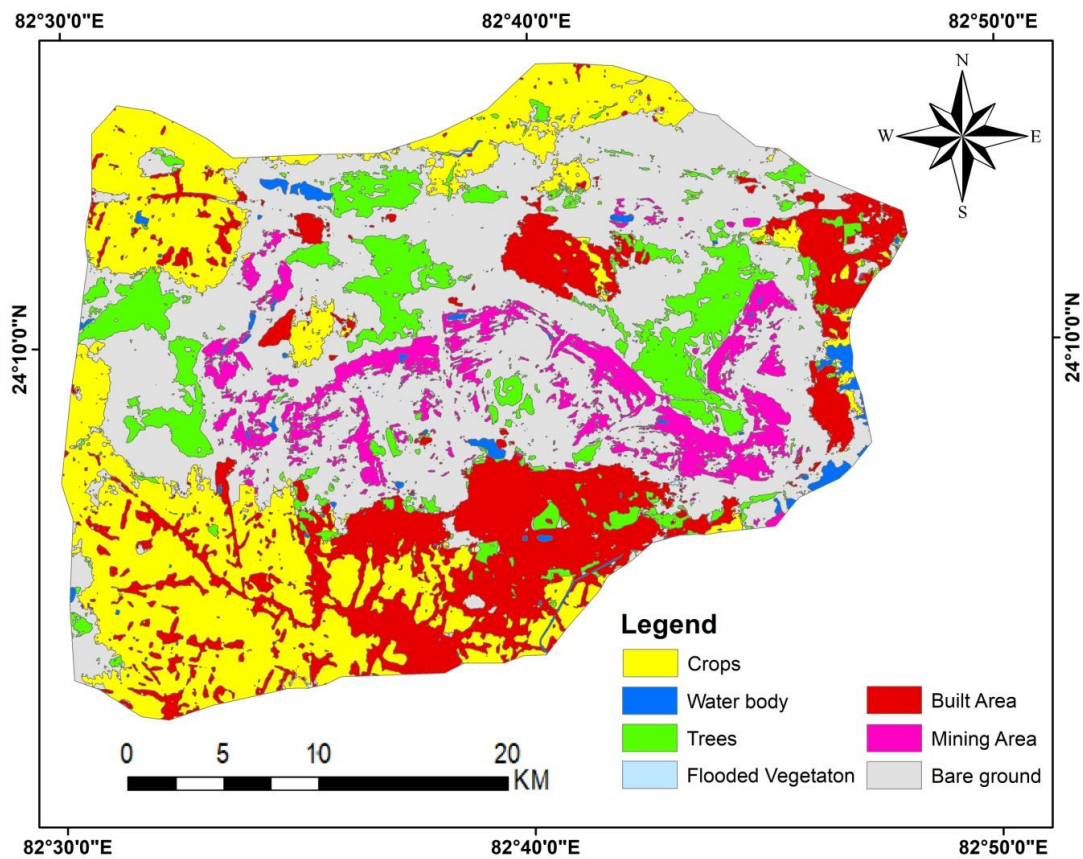 82°30'0"E 82°40'0"E 82°50'0"E
N
W E
S
24°10'0"N
24°10'0"N
Legend
Crops
Water body
Built Area
Trees
Mining Area
Flooded Vegetaton
Bare ground
0 5 10 20
KM
82°30'0"E 82°40'0"E 82°50'0"E